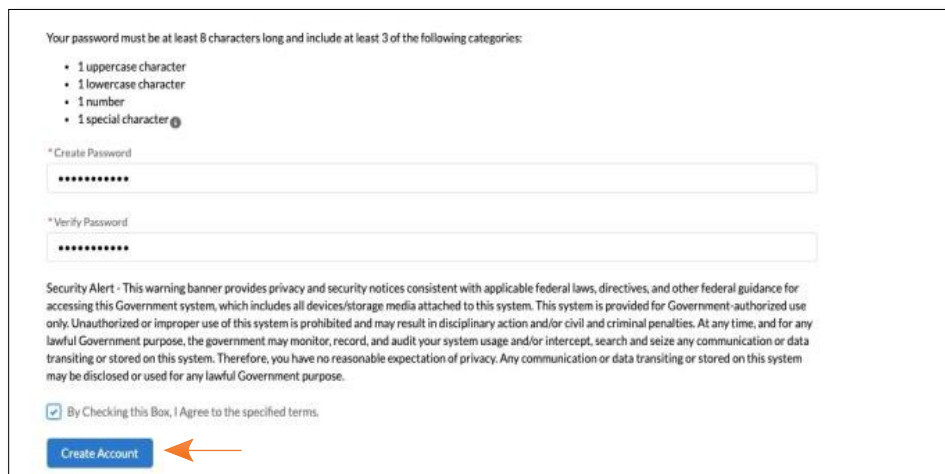 Your password must be at least 8 characters long and include at least 3 of the following categories:
• 1 uppercase character
• 1 lowercase character
• 1 number
• 1 special character
* Create Password
•••••••••••
* Verify Password
•••••••••••
Security Alert - This warning banner provides privacy and security notices consistent with applicable federal laws, directives, and other federal guidance for
accessing this Government system, which includes all devices/storage media attached to this system. This system is provided for Government-authorized use
only. Unauthorized or improper use of this system is prohibited and may result in disciplinary action and/or civil and criminal penalties. At any time, and for any
lawful Government purpose, the government may monitor, record, and audit your system usage and/or intercept, search and seize any communication or data
transiting or stored on this system. Therefore, you have no reasonable expectation of privacy. Any communication or data transiting or stored on this system
may be disclosed or used for any lawful Government purpose.
By Checking this Box, I Agree to the specified terms.
Create Account